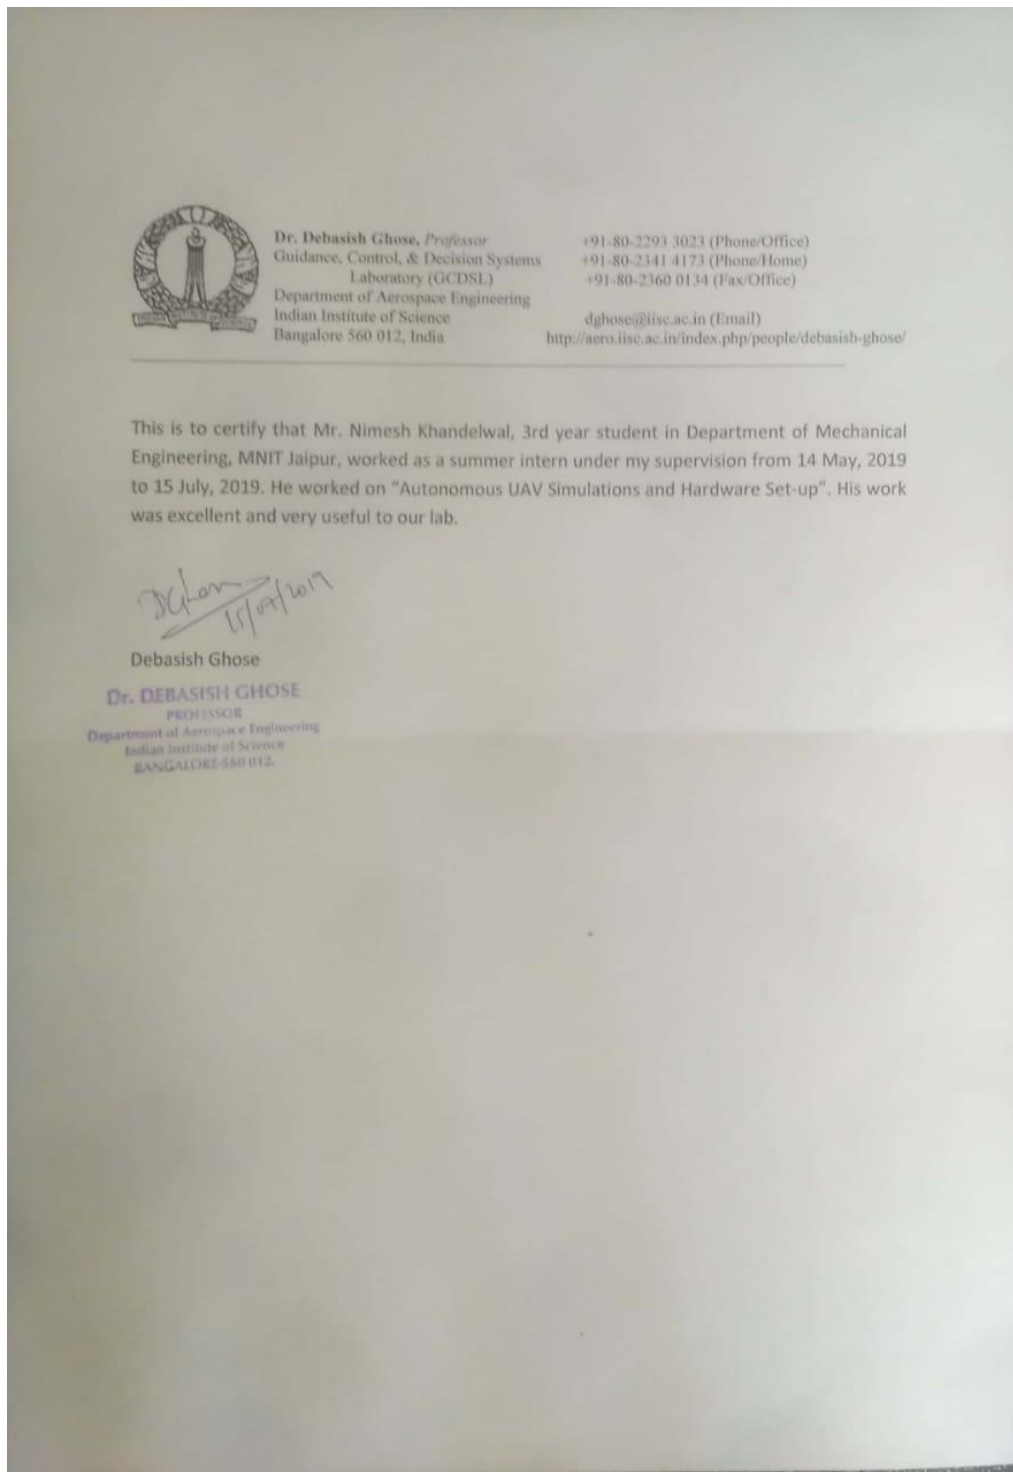 Dr. Debasish Ghose, Professor
Guidance, Control, & Decision Systems
Laboratory (GCDSL)
Department of Aerospace Engineering
Indian Institute of Science
Bangalore 560 012, India
+91-80-2293 3023 (Phone/Office)
+91-80-2341 4173 (Phone/Home)
+91-80-2360 0134 (Fax/Office)
dghose@iisc.ac.in (Email)
http://aero.iisc.ac.in/index.php/people/debasish-ghose/
This is to certify that Mr. Nimesh Khandelwal, 3rd year student in Department of Mechanical
Engineering, MNIT Jaipur, worked as a summer intern under my supervision from 14 May, 2019
to 15 July, 2019. He worked on “Autonomous UAV Simulations and Hardware Set-up”. His work
was excellent and very useful to our lab.
15/07/2019
Debasish Ghose
Dr. DEBASISH GHOSE
PROFESSOR
Department of Aerospace Engineering
Indian Institute of Science
BANGALORE-560 012.